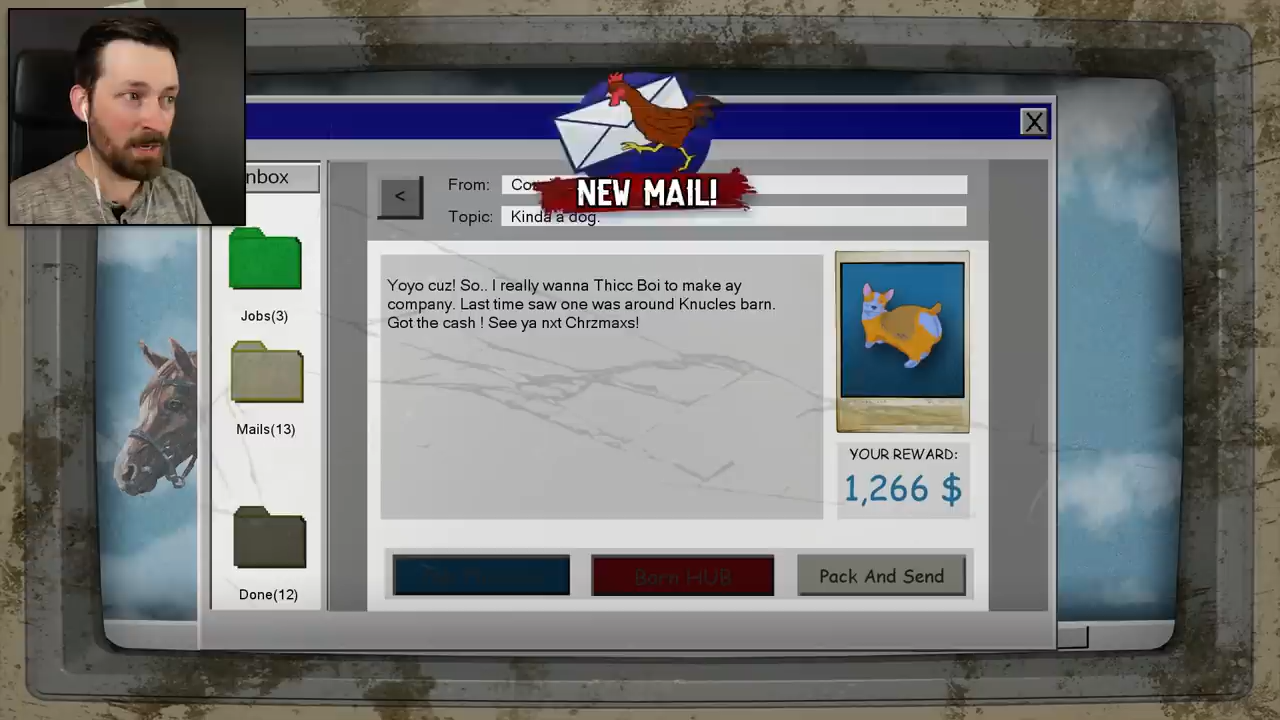 nbox
X
NEW MAIL!
<
From:
Topic: Kinda a dog.
Jobs(3)
Mails(13)
Done(12)
Yoyo cuz! So.. I really wanna Thicc Boi to make ay
company. Last time saw one was around Knucles barn.
Got the cash ! See ya nxt Chrzmaxs!
YOUR REWARD:
1,266 $
Barn HUB
Pack And Send